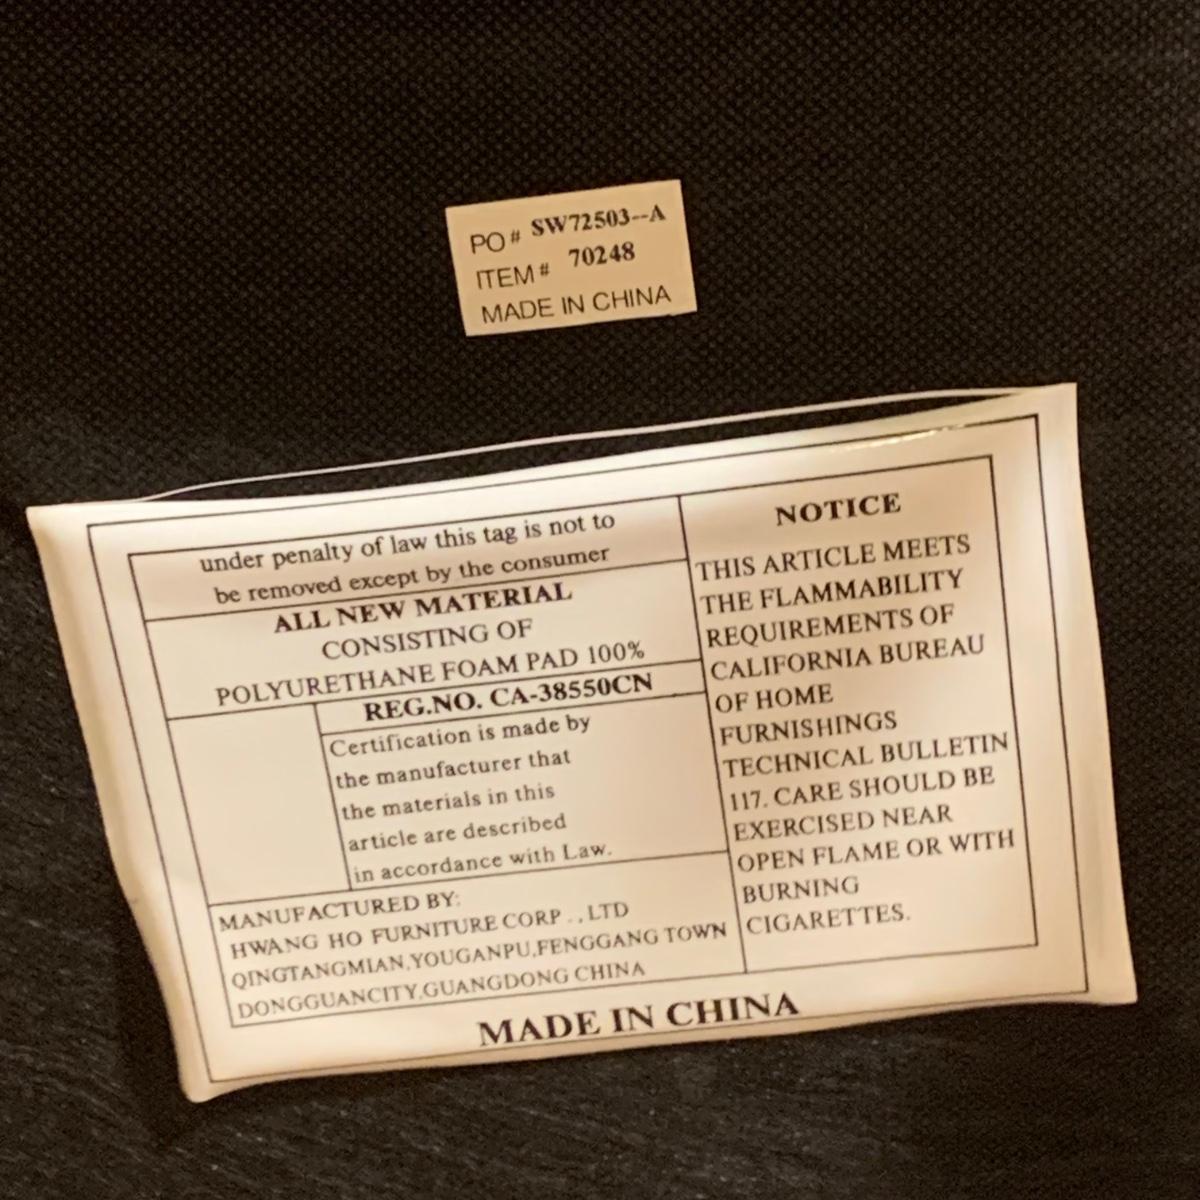 PO# SW72503--A
ITEM# 70248
MADE IN CHINA
under penalty of law this tag is not to
be removed except by the consumer
ALL NEW MATERIAL
CONSISTING OF
POLYURETHANE FOAM PAD 100%
REG.NO. CA-38550CN
Certification is made by
the manufacturer that
the materials in this
article are described
in accordance with Law.
MANUFACTURED BY:
HWANG HO FURNITURE CORP . , LTD
QINGTANGMIAN,YOUGANPU,FENGGANG TOWN
DONGGUANCITY,GUANGDONG CHINA
NOTICE
THIS ARTICLE MEETS
THE FLAMMABILITY
REQUIREMENTS OF
CALIFORNIA BUREAU
OF HOME
FURNISHINGS
TECHNICAL BULLETIN
117. CARE SHOULD BE
EXERCISED NEAR
OPEN FLAME OR WITH
BURNING
CIGARETTES.
MADE IN CHINA